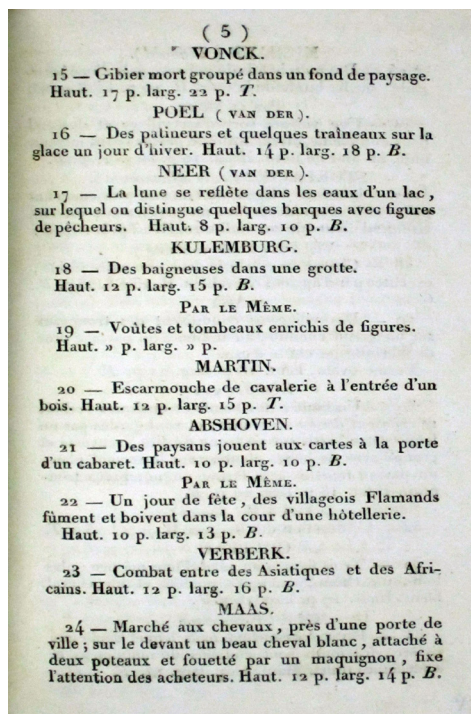 ( 5 )
VONCK.
15 — Gibier mort groupé dans un fond de paysage.
Haut. 17 p. larg. 22 p. T.
POEL ( VAN DER ).
16 — Des patineurs et quelques traîneaux sur la
glace un jour d'hiver. Haut. 14 p. larg. 18 p. B.
NEER ( VAN DER ).
17 — La lune se reflète dans les eaux d'un lac ,
sur lequel on distingue quelques barques avec figures
de pêcheurs. Haut. 8 p. larg. 10 p. B.
KULEMBURG.
18 — Des baigneuses dans une grotte.
Haut. 12 p. larg. 15 p. B.
PAR LE MÊME.
19 — Voûtes et tombeaux enrichis de figures.
Haut. » p. larg. » p.
MARTIN.
20 — Escarmouche de cavalerie à l'entrée d'un
bois. Haut. 12 p. larg. 15 p. T.
ABSHOVEN.
21 — Des paysans jouent aux cartes à la porte
d'un cabaret. Haut. 10 p. larg. 10 p. B.
PAR LE MÊME.
22 — Un jour de fête , des villageois Flamands
fûment et boivent dans la cour d'une hôtellerie.
Haut. 10 p. larg. 13 p. B.
VERBERK.
23 — Combat entre des Asiatiques et des Afri-
cains. Haut. 12 p. larg. 16 p. B.
MAAS.
24 — Marché aux chevaux , près d'une porte de
ville ; sur le devant un beau cheval blanc , attaché à
deux poteaux et fouetté par un maquignon , fixe
l'attention des acheteurs. Haut. 12 p. larg. 14 p. B.